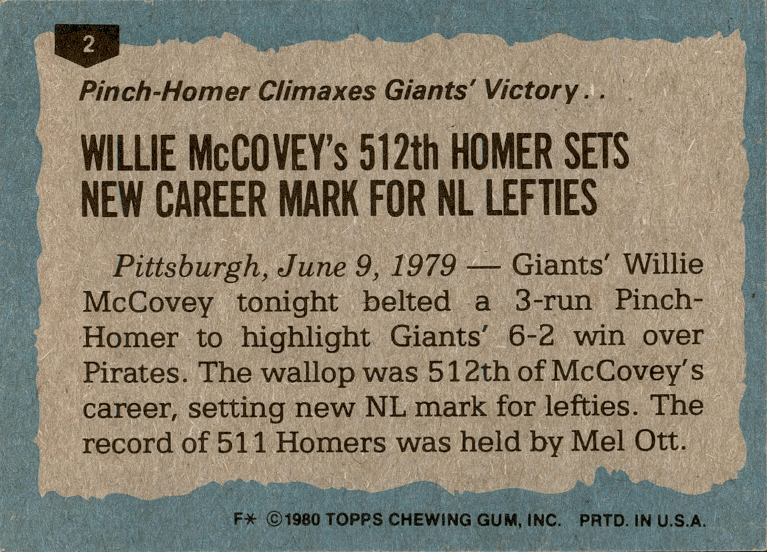 2
Pinch-Homer Climaxes Giants' Victory..
WILLIE McCOVEY's 512th HOMER SETS
NEW CAREER MARK FOR NL LEFTIES
Pittsburgh, June 9, 1979 — Giants' Willie
McCovey tonight belted a 3-run Pinch-
Homer to highlight Giants' 6-2 win over
Pirates. The wallop was 512th of McCovey's
career, setting new NL mark for lefties. The
record of 511 Homers was held by Mel Ott.
F* ©1980 TOPPS CHEWING GUM, INC. PRTD. IN U.S.A.